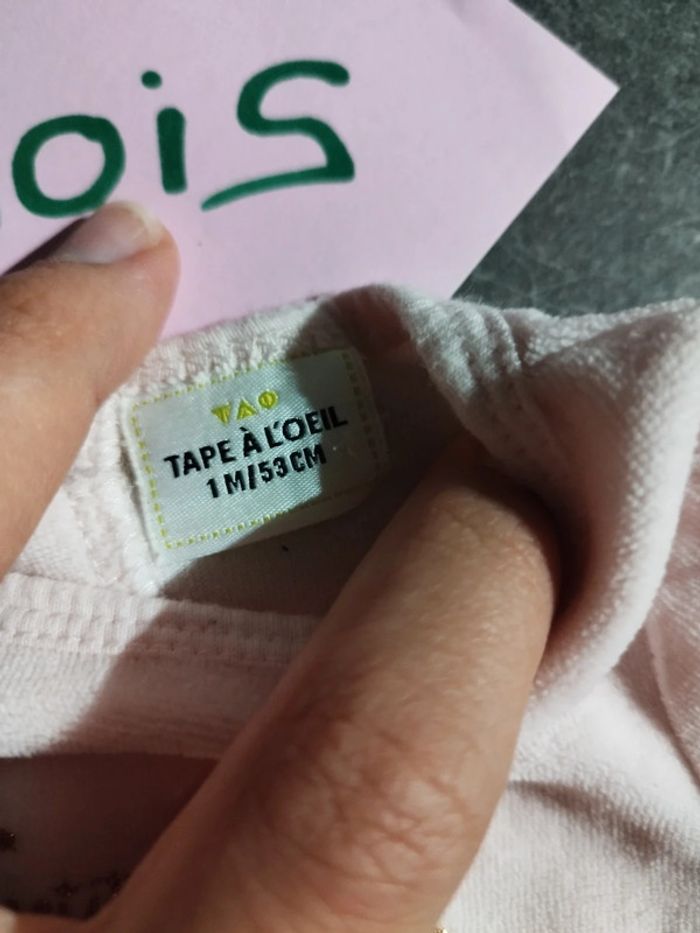 ois
TAO
TAPE À L'OEIL
1 M/53 CM